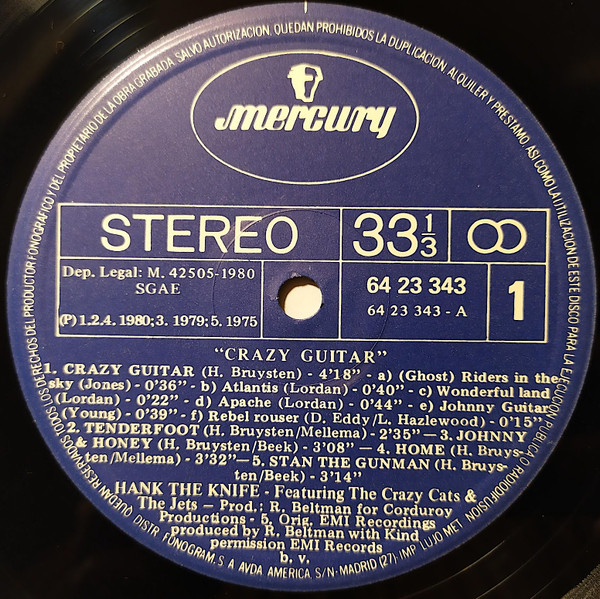 DERECHOS DEL PRODUCTOR FONOGRAFICO Y DEL PROPIETARIO DE LA OBRA GRABADA. SALVO AUTORIZACION, QUEDAN PROHIBIDOS LA DUPLICACION, ALQUILER Y PRESTAMO, ASI COMO LA UTILIZACION DE ESTE DISCO PARA LA EJECUCION PUBLICA O RADIODIFUSION
mercury
STEREO
33 1/3
Dep. Legal: M. 42505-1980
SGAE
(P) 1.2.4. 1980; 3. 1979; 5. 1975
64 23 343
64 23 343 - A
1
“CRAZY GUITAR”
1. CRAZY GUITAR (H. Bruysten) - 4'18" - a) (Ghost) Riders in the
sky (Jones) - 0'36" - b) Atlantis (Lordan) - 0'40" - c) Wonderful land
(Lordan) - 0'22" - d) Apache (Lordan) - 0'44" - e) Johnny Guitar
(Young) - 0'39" - f) Rebel rouser (D. Eddy/L. Hazlewood) - 0'15"
2. TENDERFOOT (H. Bruysten/Mellema) - 2'35" — 3. JOHNNY
& HONEY (H. Bruysten/Beek) - 3'08" — 4. HOME (H. Bruys-
ten/Mellema) - 3'32" — 5. STAN THE GUNMAN (H. Bruys-
ten/Beek) - 3'14"
HANK THE KNIFE - Featuring The Crazy Cats &
The Jets — Prod.: R. Beltman for Corduroy
Productions - 5. Orig. EMI Recordings
produced by R. Beltman with Kind
permission EMI Records
b. v.
QUEDAN RESERVADOS TODOS LOS
DISTR. FONOGRAM, S. A. AVDA. AMERICA, S/N - MADRID (27) - IMP. LUJO MET.